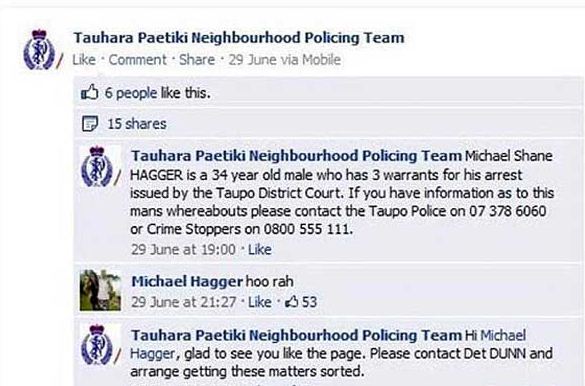 Tauhara Paetiki Neighbourhood Policing Team
Like · Comment · Share · 29 June via Mobile
6 people like this.
15 shares
Tauhara Paetiki Neighbourhood Policing Team Michael Shane
HAGGER is a 34 year old male who has 3 warrants for his arrest
issued by the Taupo District Court. If you have information as to this
mans whereabouts please contact the Taupo Police on 07 378 6060
or Crime Stoppers on 0800 555 111.
29 June at 19:00 · Like
Michael Hagger hoo rah
29 June at 21:27 · Like · 53
Tauhara Paetiki Neighbourhood Policing Team Hi Michael
Hagger, glad to see you like the page. Please contact Det DUNN and
arrange getting these matters sorted.